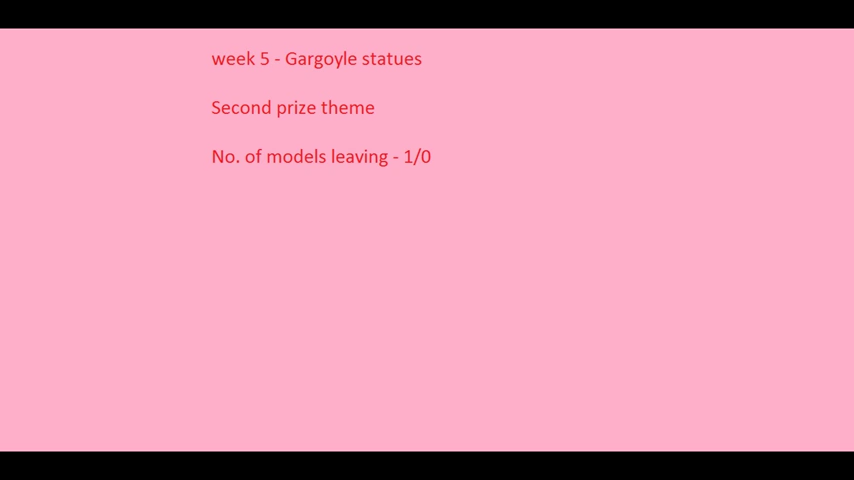 week 5 - Gargoyle statues
Second prize theme
No. of models leaving - 1/0